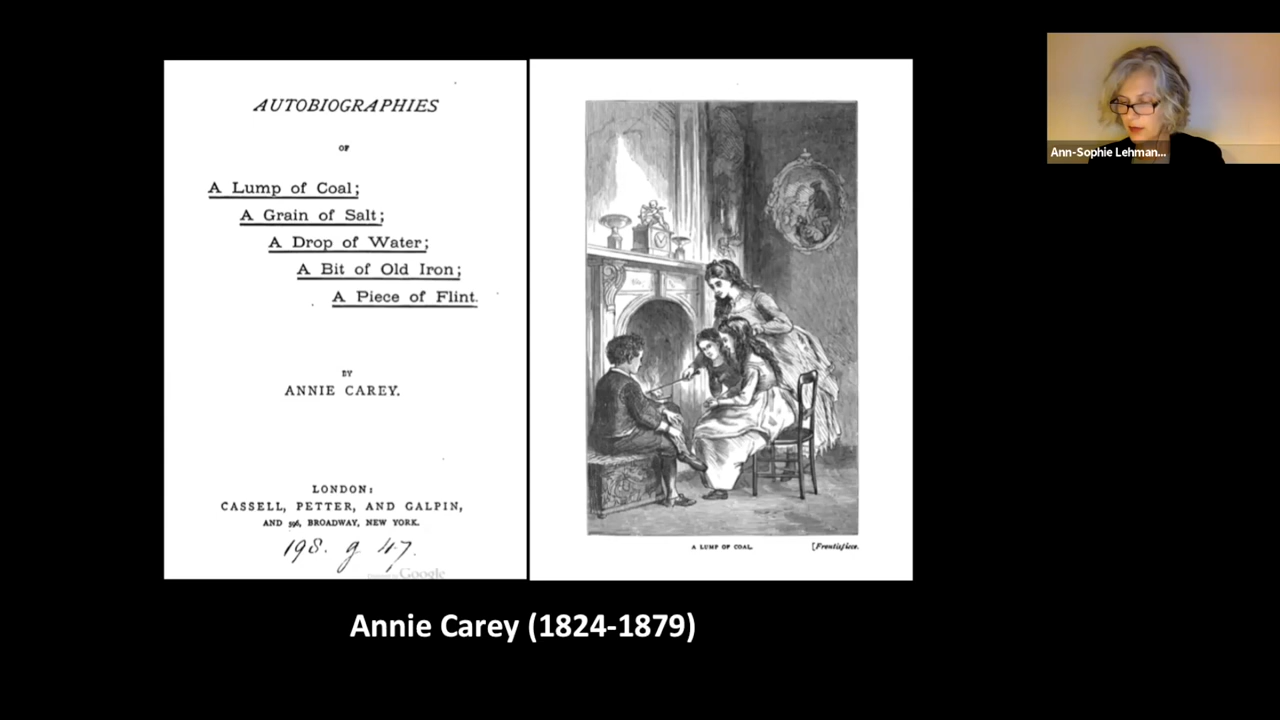 AUTOBIOGRAPHIES
OF
A Lump of Coal;
A Grain of Salt;
A Drop of Water;
A Bit of Old Iron;
A Piece of Flint.
BY
ANNIE CAREY.
LONDON:
CASSELL, PETTER, AND GALPIN,
AND 596, BROADWAY, NEW YORK.
198. g 47.
Google
A LUMP OF COAL.
[Frontispiece.
Annie Carey (1824-1879)
Ann-Sophie Lehman...